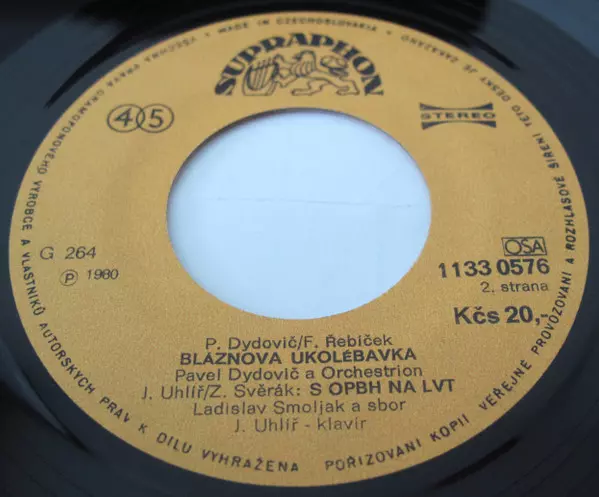 VŠECHNA PRÁVA GRAMOFONOVÉHO VÝROBCE A VLASTNÍKŮ AUTORSKÝCH PRÁV K DÍLU VYHRAŽENA
MADE IN CZECHOSLOVAKIA
POŘIZOVÁNÍ KOPIÍ VEŘEJNÉ PROVOZOVÁNÍ A ROZHLASOVÉ ŠÍŘENÍ TÉTO DESKY JE ZAKÁZÁNO
SUPRAPHON
45
STEREO
G 264
Ⓟ 1980
OSA
1133 0576
2. strana
Kčs 20,-
P. Dydovič/F. Řebíček
BLÁZNOVA UKOLÉBAVKA
Pavel Dydovič a Orchestrion
J. Uhlíř/Z. Svěrák: S OPBH NA LVT
Ladislav Smoljak a sbor
J. Uhlíř - klavír